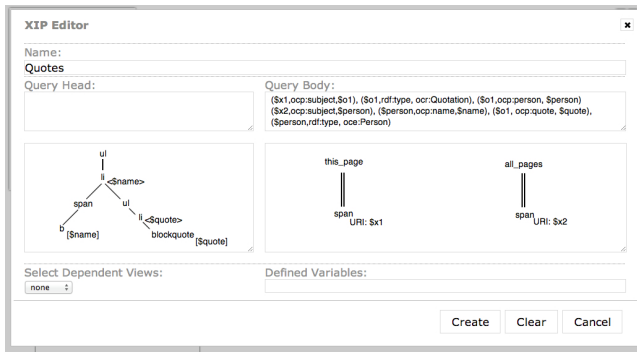 XIP Editor
Name:
Quotes
Query Head:
Query Body:
($x1,ocp:subject,$o1), ($o1,rdf:type, ocr:Quotation), ($o1,ocp:person, $person)
($x2,ocp:subject,$person), ($person,ocp:name,$name), ($o1, ocp:quote, $quote),
($person,rdf:type, oce:Person)
ul
li <$name>
span ul
b [$name]
li <$quote>
blockquote [$quote]
this_page
span URI: $x1
all_pages
span URI: $x2
Select Dependent Views:
none
Defined Variables:
Create Clear Cancel